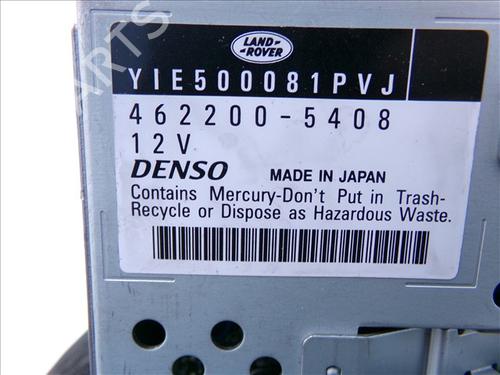 LAND-
ROVER
YIE500081PVJ
462200-5408
12V
DENSO MADE IN JAPAN
Contains Mercury-Don't Put in Trash-
Recycle or Dispose as Hazardous Waste.